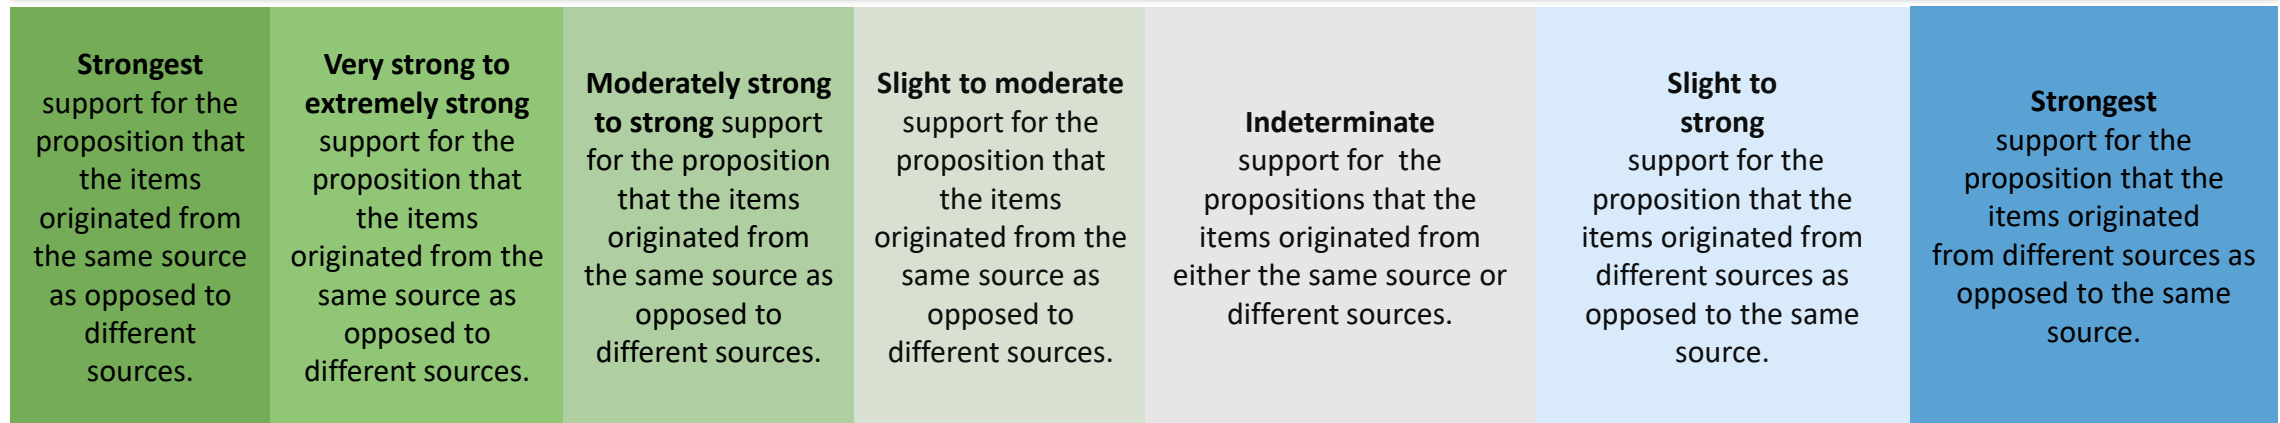 Strongest
support for the
proposition that
the items
originated from
the same source
as opposed to
different
sources.
Very strong to
extremely strong
support for the
proposition that
the items
originated from the
same source as
opposed to
different sources.
Moderately strong
to strong support
for the proposition
that the items
originated from
the same source as
opposed to
different sources.
Slight to moderate
support for the
proposition that
the items
originated from the
same source as
opposed to
different sources.
Indeterminate
support for the
propositions that the
items originated from
either the same source or
different sources.
Slight to
strong
support for the
proposition that the
items originated from
different sources as
opposed to the same
source.
Strongest
support for the
proposition that the
items originated
from different sources as
opposed to the same
source.